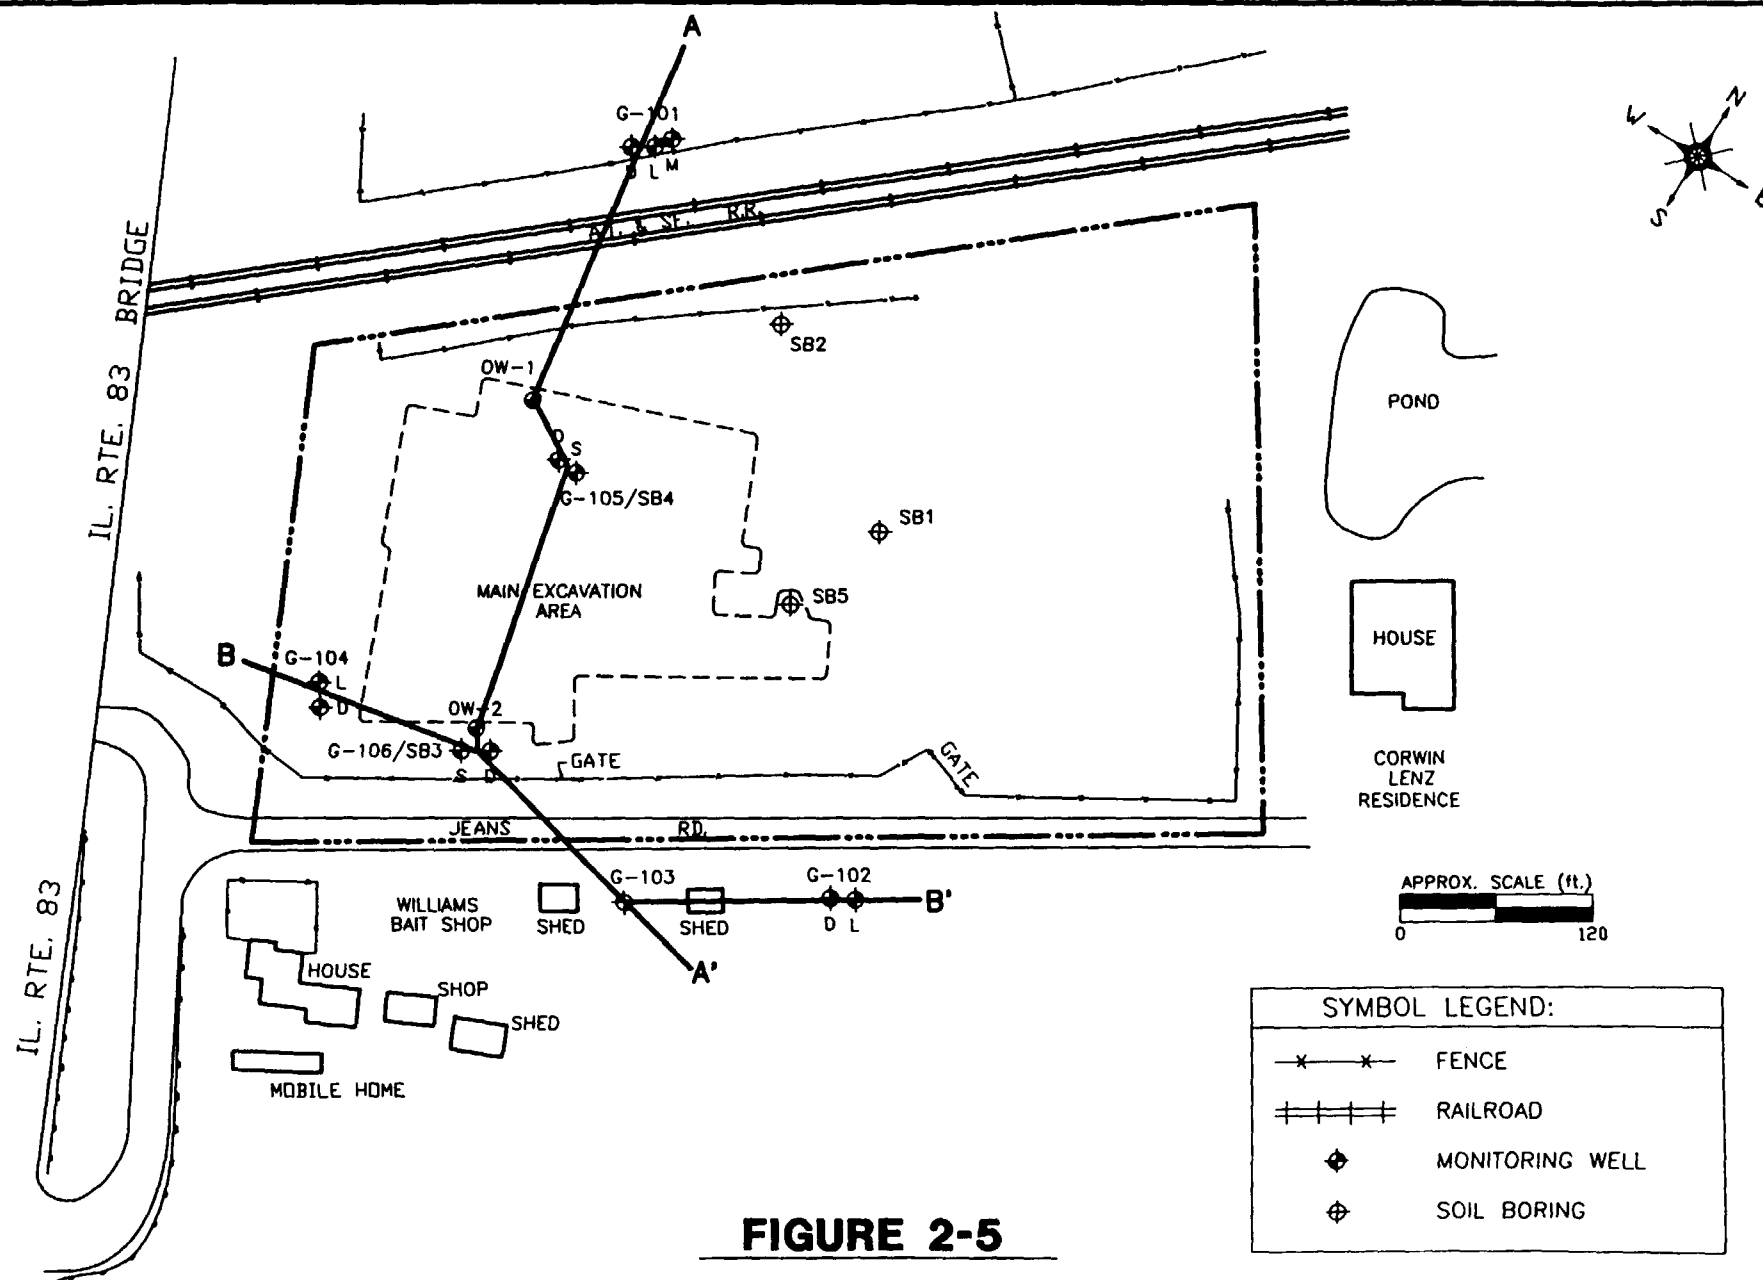 A
G-101
D L M
N
W
E
S
A.T. & SF. R.R.
IL. RTE. 83 BRIDGE
SB2
OW-1
D S
G-105/SB4
POND
SB1
MAIN EXCAVATION
AREA
SB5
HOUSE
B
G-104
L
D
OW-2
G-106/SB3
S D
GATE
GATE
CORWIN
LENZ
RESIDENCE
JEANS RD.
IL. RTE. 83
WILLIAMS
BAIT SHOP
SHED
G-103
SHED
G-102
D L
B'
A'
APPROX. SCALE (ft.)
0 120
HOUSE
SHOP
SHED
MOBILE HOME
SYMBOL LEGEND:
FENCE
RAILROAD
MONITORING WELL
SOIL BORING
FIGURE 2-5